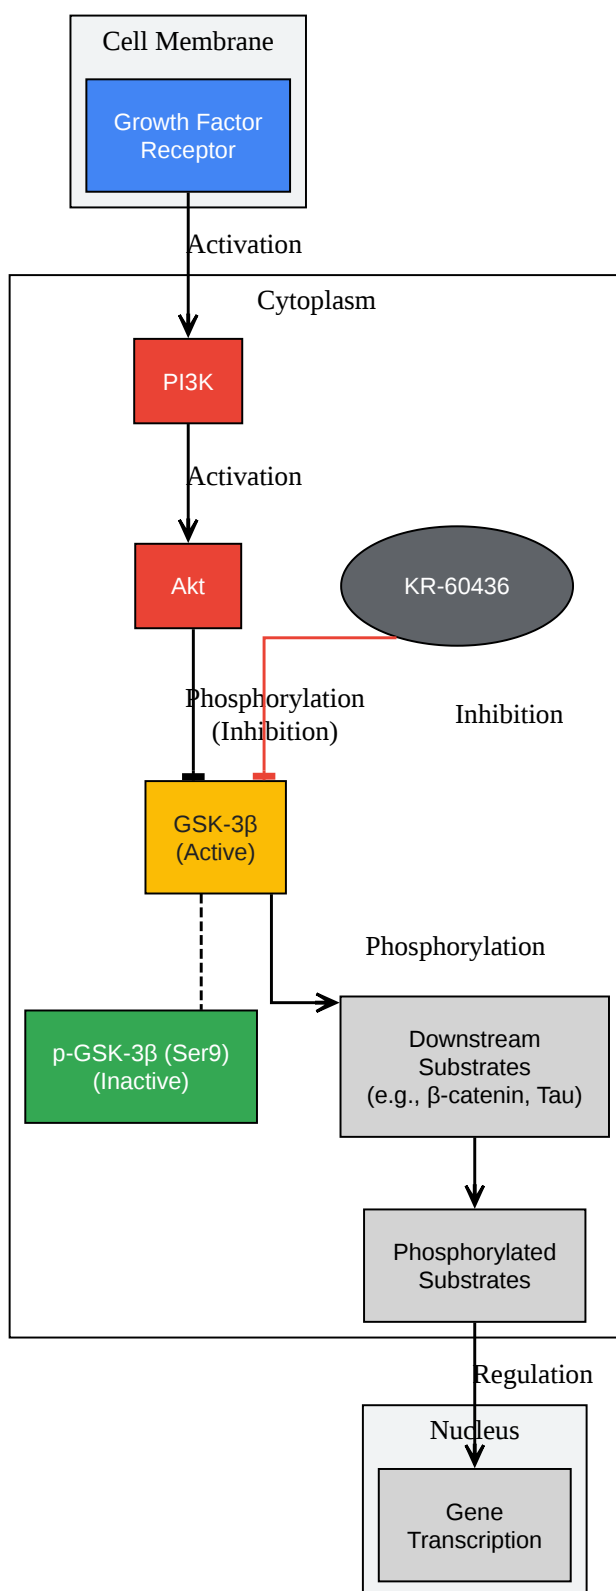 Cell Membrane
Growth Factor
Receptor
Activation
Cytoplasm
PI3K
Activation
Akt
KR-60436
Phosphorylation
(Inhibition)
Inhibition
GSK-3β
(Active)
Phosphorylation
p-GSK-3β (Ser9)
(Inactive)
Downstream
Substrates
(e.g., β-catenin, Tau)
Phosphorylated
Substrates
Regulation
Nucleus
Gene
Transcription